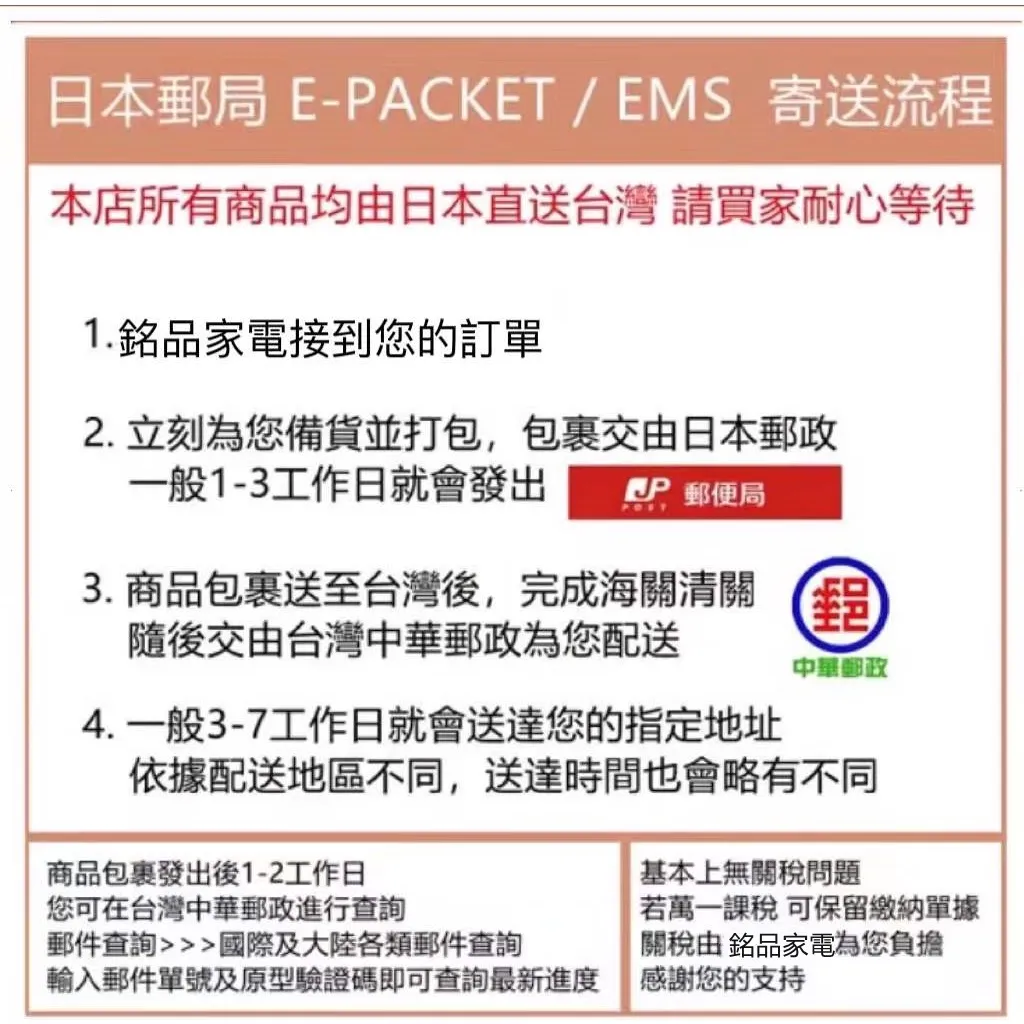 日本郵局 E-PACKET / EMS 寄送流程
本店所有商品均由日本直送台灣 請買家耐心等待
1.銘品家電接到您的訂單
2. 立刻為您備貨並打包，包裹交由日本郵政
一般1-3工作日就會發出
JP POST 郵便局
3. 商品包裹送至台灣後，完成海關清關
隨後交由台灣中華郵政為您配送
郵
中華郵政
4. 一般3-7工作日就會送達您的指定地址
依據配送地區不同，送達時間也會略有不同
商品包裹發出後1-2工作日
您可在台灣中華郵政進行查詢
郵件查詢>>>國際及大陸各類郵件查詢
輸入郵件單號及原型驗證碼即可查詢最新進度
基本上無關稅問題
若萬一課稅 可保留繳納單據
關稅由 銘品家電為您負擔
感謝您的支持